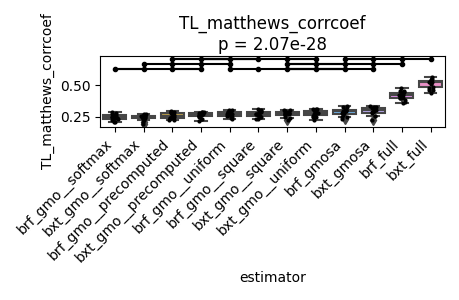 TL_matthews_corrcoef
p = 2.07e-28
TL_matthews_corrcoef
0.50
0.25
brf_gmo__softmax
bxt_gmo__softmax
brf_gmo__precomputed
bxt_gmo__precomputed
brf_gmo__uniform
brf_gmo__square
bxt_gmo__square
bxt_gmo__uniform
brf_gmosa
bxt_gmosa
brf_full
bxt_full
estimator